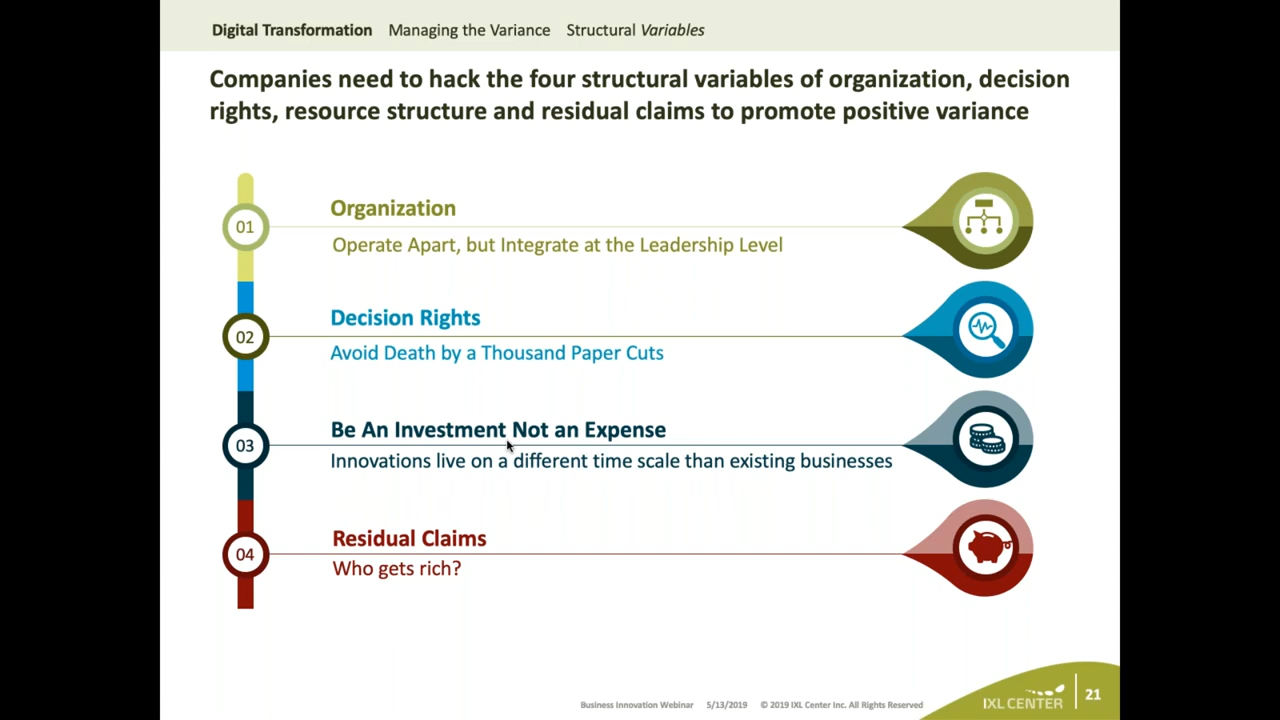 Digital Transformation Managing the Variance Structural Variables
Companies need to hack the four structural variables of organization, decision
rights, resource structure and residual claims to promote positive variance
01
Organization
Operate Apart, but Integrate at the Leadership Level
02
Decision Rights
Avoid Death by a Thousand Paper Cuts
03
Be An Investment Not an Expense
Innovations live on a different time scale than existing businesses
04
Residual Claims
Who gets rich?
Business Innovation Webinar 5/13/2019 © 2019 IXL Center Inc. All Rights Reserved
IXL CENTER
21